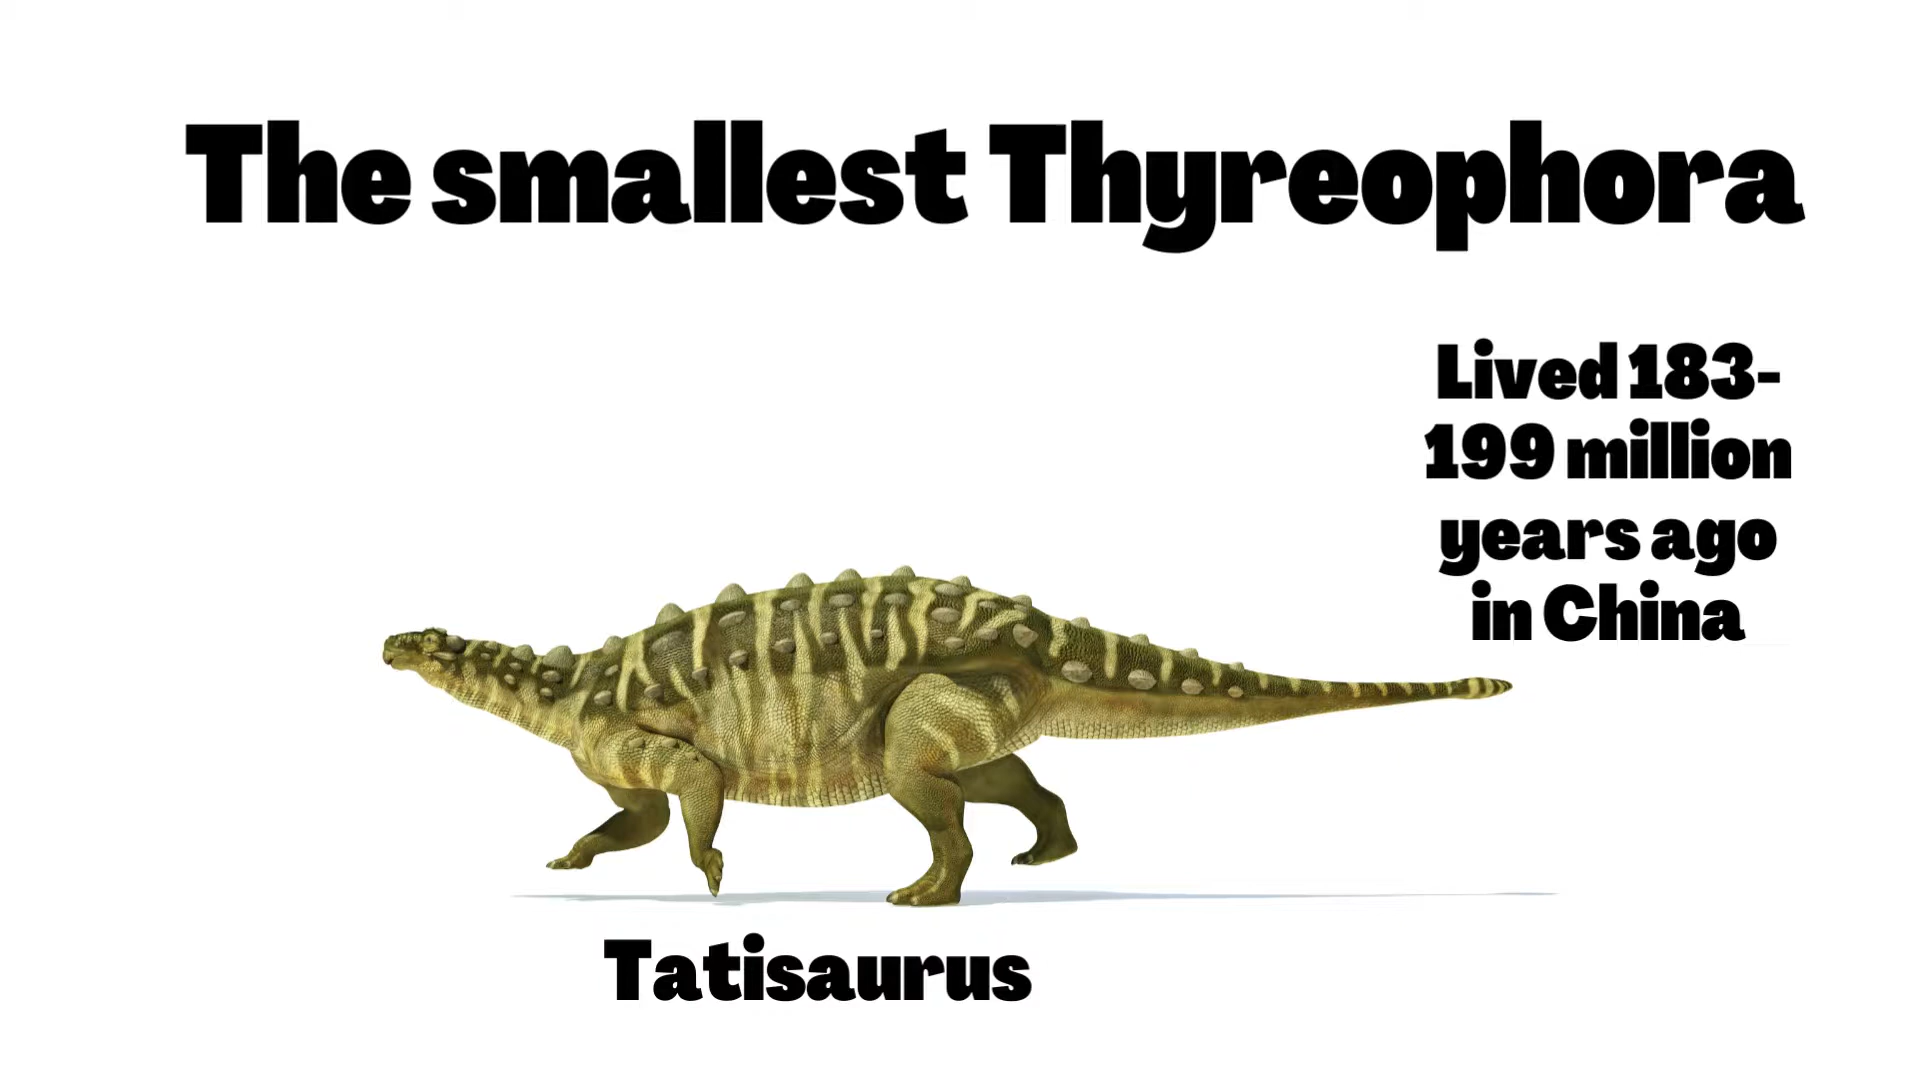 The smallest Thyreophora
Lived 183-
199 million
years ago
in China
Tatisaurus